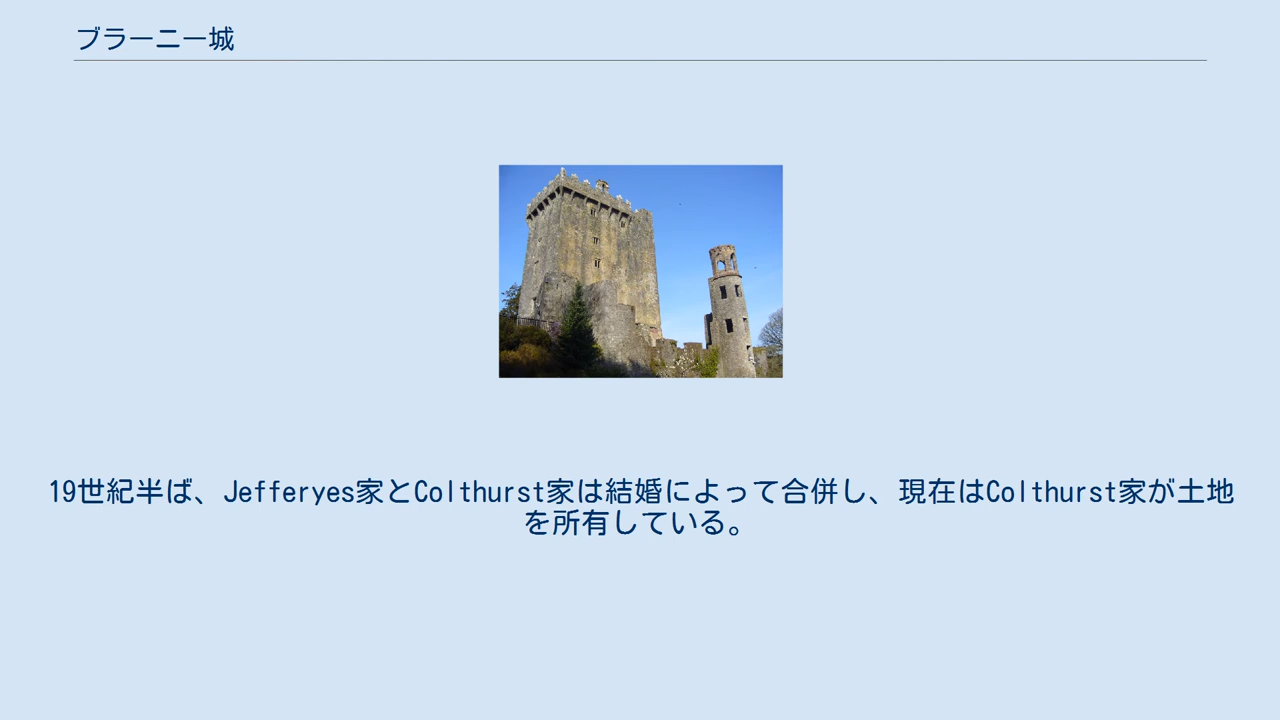 ブラーニー城
19世紀半ば、Jefferyes家とColthurst家は結婚によって合併し、現在はColthurst家が土地
を所有している。